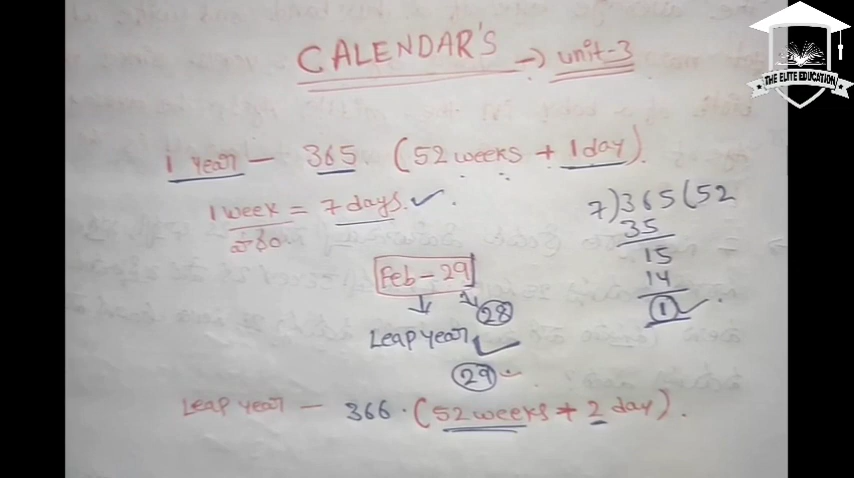 CALENDAR'S → unit-3
THE ELITE EDUCATION
1 year - 365 (52 weeks + 1 day).
1 week = 7 days. ✓.
వారం
7)365(52
35
15
14
1 ✓.
Feb - 29
↓ ↘ 28
Leap year ✓
29
Leap year - 366. (52 weeks + 2 day).